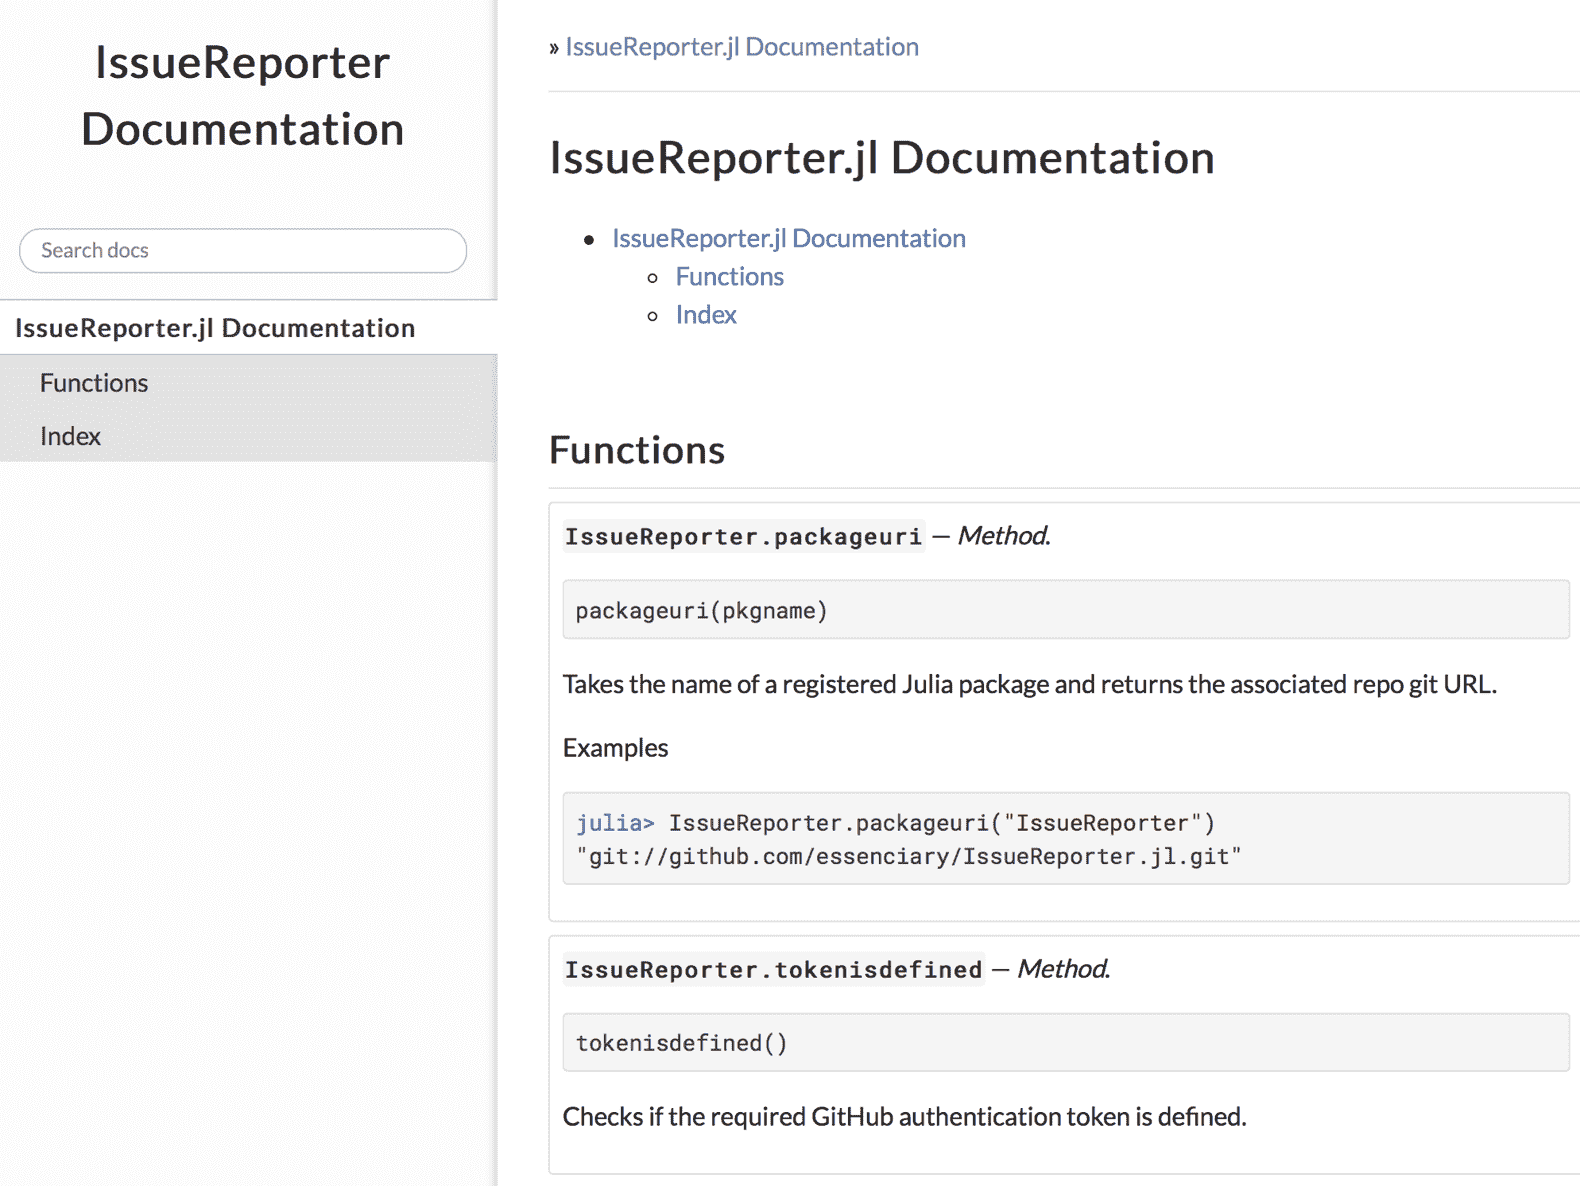 IssueReporter
Documentation
Search docs
IssueReporter.jl Documentation
Functions
Index
» IssueReporter.jl Documentation
IssueReporter.jl Documentation
• IssueReporter.jl Documentation
◦ Functions
◦ Index
Functions
IssueReporter.packageuri — Method.
packageuri(pkgname)
Takes the name of a registered Julia package and returns the associated repo git URL.
Examples
julia> IssueReporter.packageuri("IssueReporter")
"git://github.com/essenciary/IssueReporter.jl.git"
IssueReporter.tokenisdefined — Method.
tokenisdefined()
Checks if the required GitHub authentication token is defined.